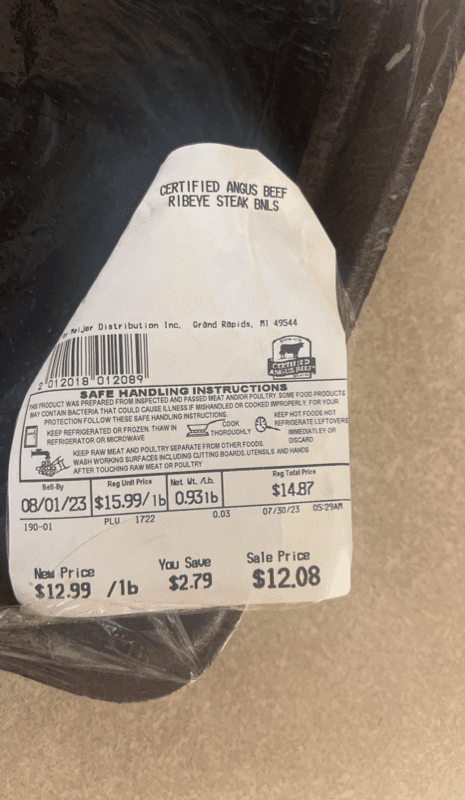 CERTIFIED ANGUS BEEF
RIBEYE STEAK BNLS
Meijer Distribution Inc. Grand Rapids, MI 49544
2 012018 012089
CERTIFIED
ANGUS BEEF
SAFE HANDLING INSTRUCTIONS
THIS PRODUCT WAS PREPARED FROM INSPECTED AND PASSED MEAT AND/OR POULTRY. SOME FOOD PRODUCTS
MAY CONTAIN BACTERIA THAT COULD CAUSE ILLNESS IF MISHANDLED OR COOKED IMPROPERLY. FOR YOUR
PROTECTION FOLLOW THESE SAFE HANDLING INSTRUCTIONS.
KEEP REFRIGERATED OR FROZEN. THAW IN
REFRIGERATOR OR MICROWAVE
COOK
THOROUGHLY
KEEP HOT FOODS HOT
REFRIGERATE LEFTOVERS
IMMEDIATLEY OR
DISCARD
KEEP RAW MEAT AND POULTRY SEPARATE FROM OTHER FOODS.
WASH WORKING SURFACES INCLUDING CUTTING BOARDS, UTENSILS AND HANDS
AFTER TOUCHING RAW MEAT OR POULTRY
Sell-By Reg Unit Price Net Wt. /Lb. Reg Total Price
08/01/23 $15.99/lb 0.93lb $14.87
190-01 PLU 1722 0.03 07/30/23 05:29AM
New Price You Save Sale Price
$12.99 /lb $2.79 $12.08